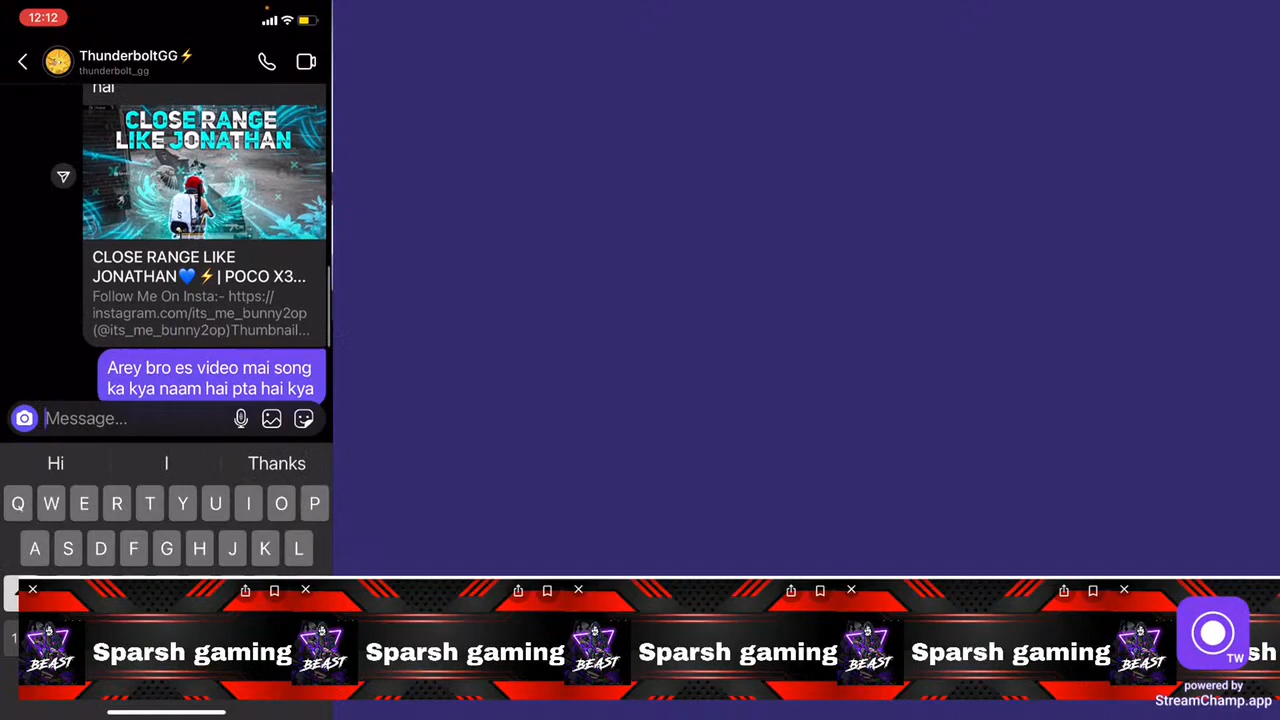 12:12
ThunderboltGG⚡
thunderbolt_gg
hai
CLOSE RANGE
LIKE JONATHAN
CLOSE RANGE LIKE
JONATHAN💙⚡| POCO X3...
Follow Me On Insta:- https://
instagram.com/its_me_bunny2op
(@its_me_bunny2op)Thumbnail...
Arey bro es video mai song
ka kya naam hai pta hai kya
Message...
Hi I Thanks
Q W E R T Y U I O P
A S D F G H J K L
BEAST Sparsh gaming BEAST Sparsh gaming BEAST Sparsh gaming BEAST Sparsh gaming BEAST
TW
powered by
StreamChamp.app